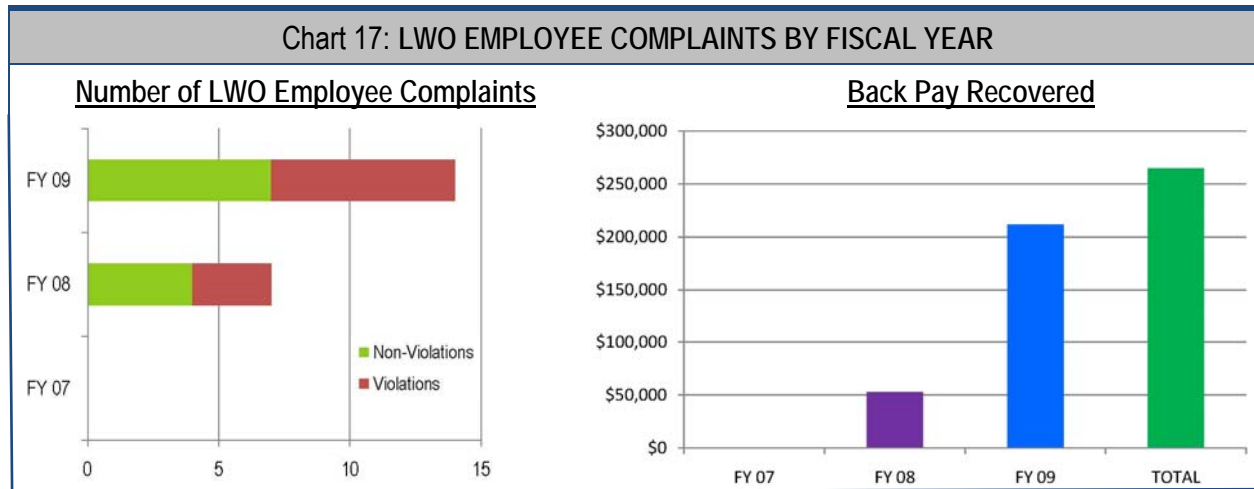 Chart 17: LWO EMPLOYEE COMPLAINTS BY FISCAL YEAR
Number of LWO Employee Complaints
FY 09
FY 08
FY 07
Non-Violations
Violations
0 5 10 15
Back Pay Recovered
$300,000
$250,000
$200,000
$150,000
$100,000
$50,000
$0
FY 07 FY 08 FY 09 TOTAL